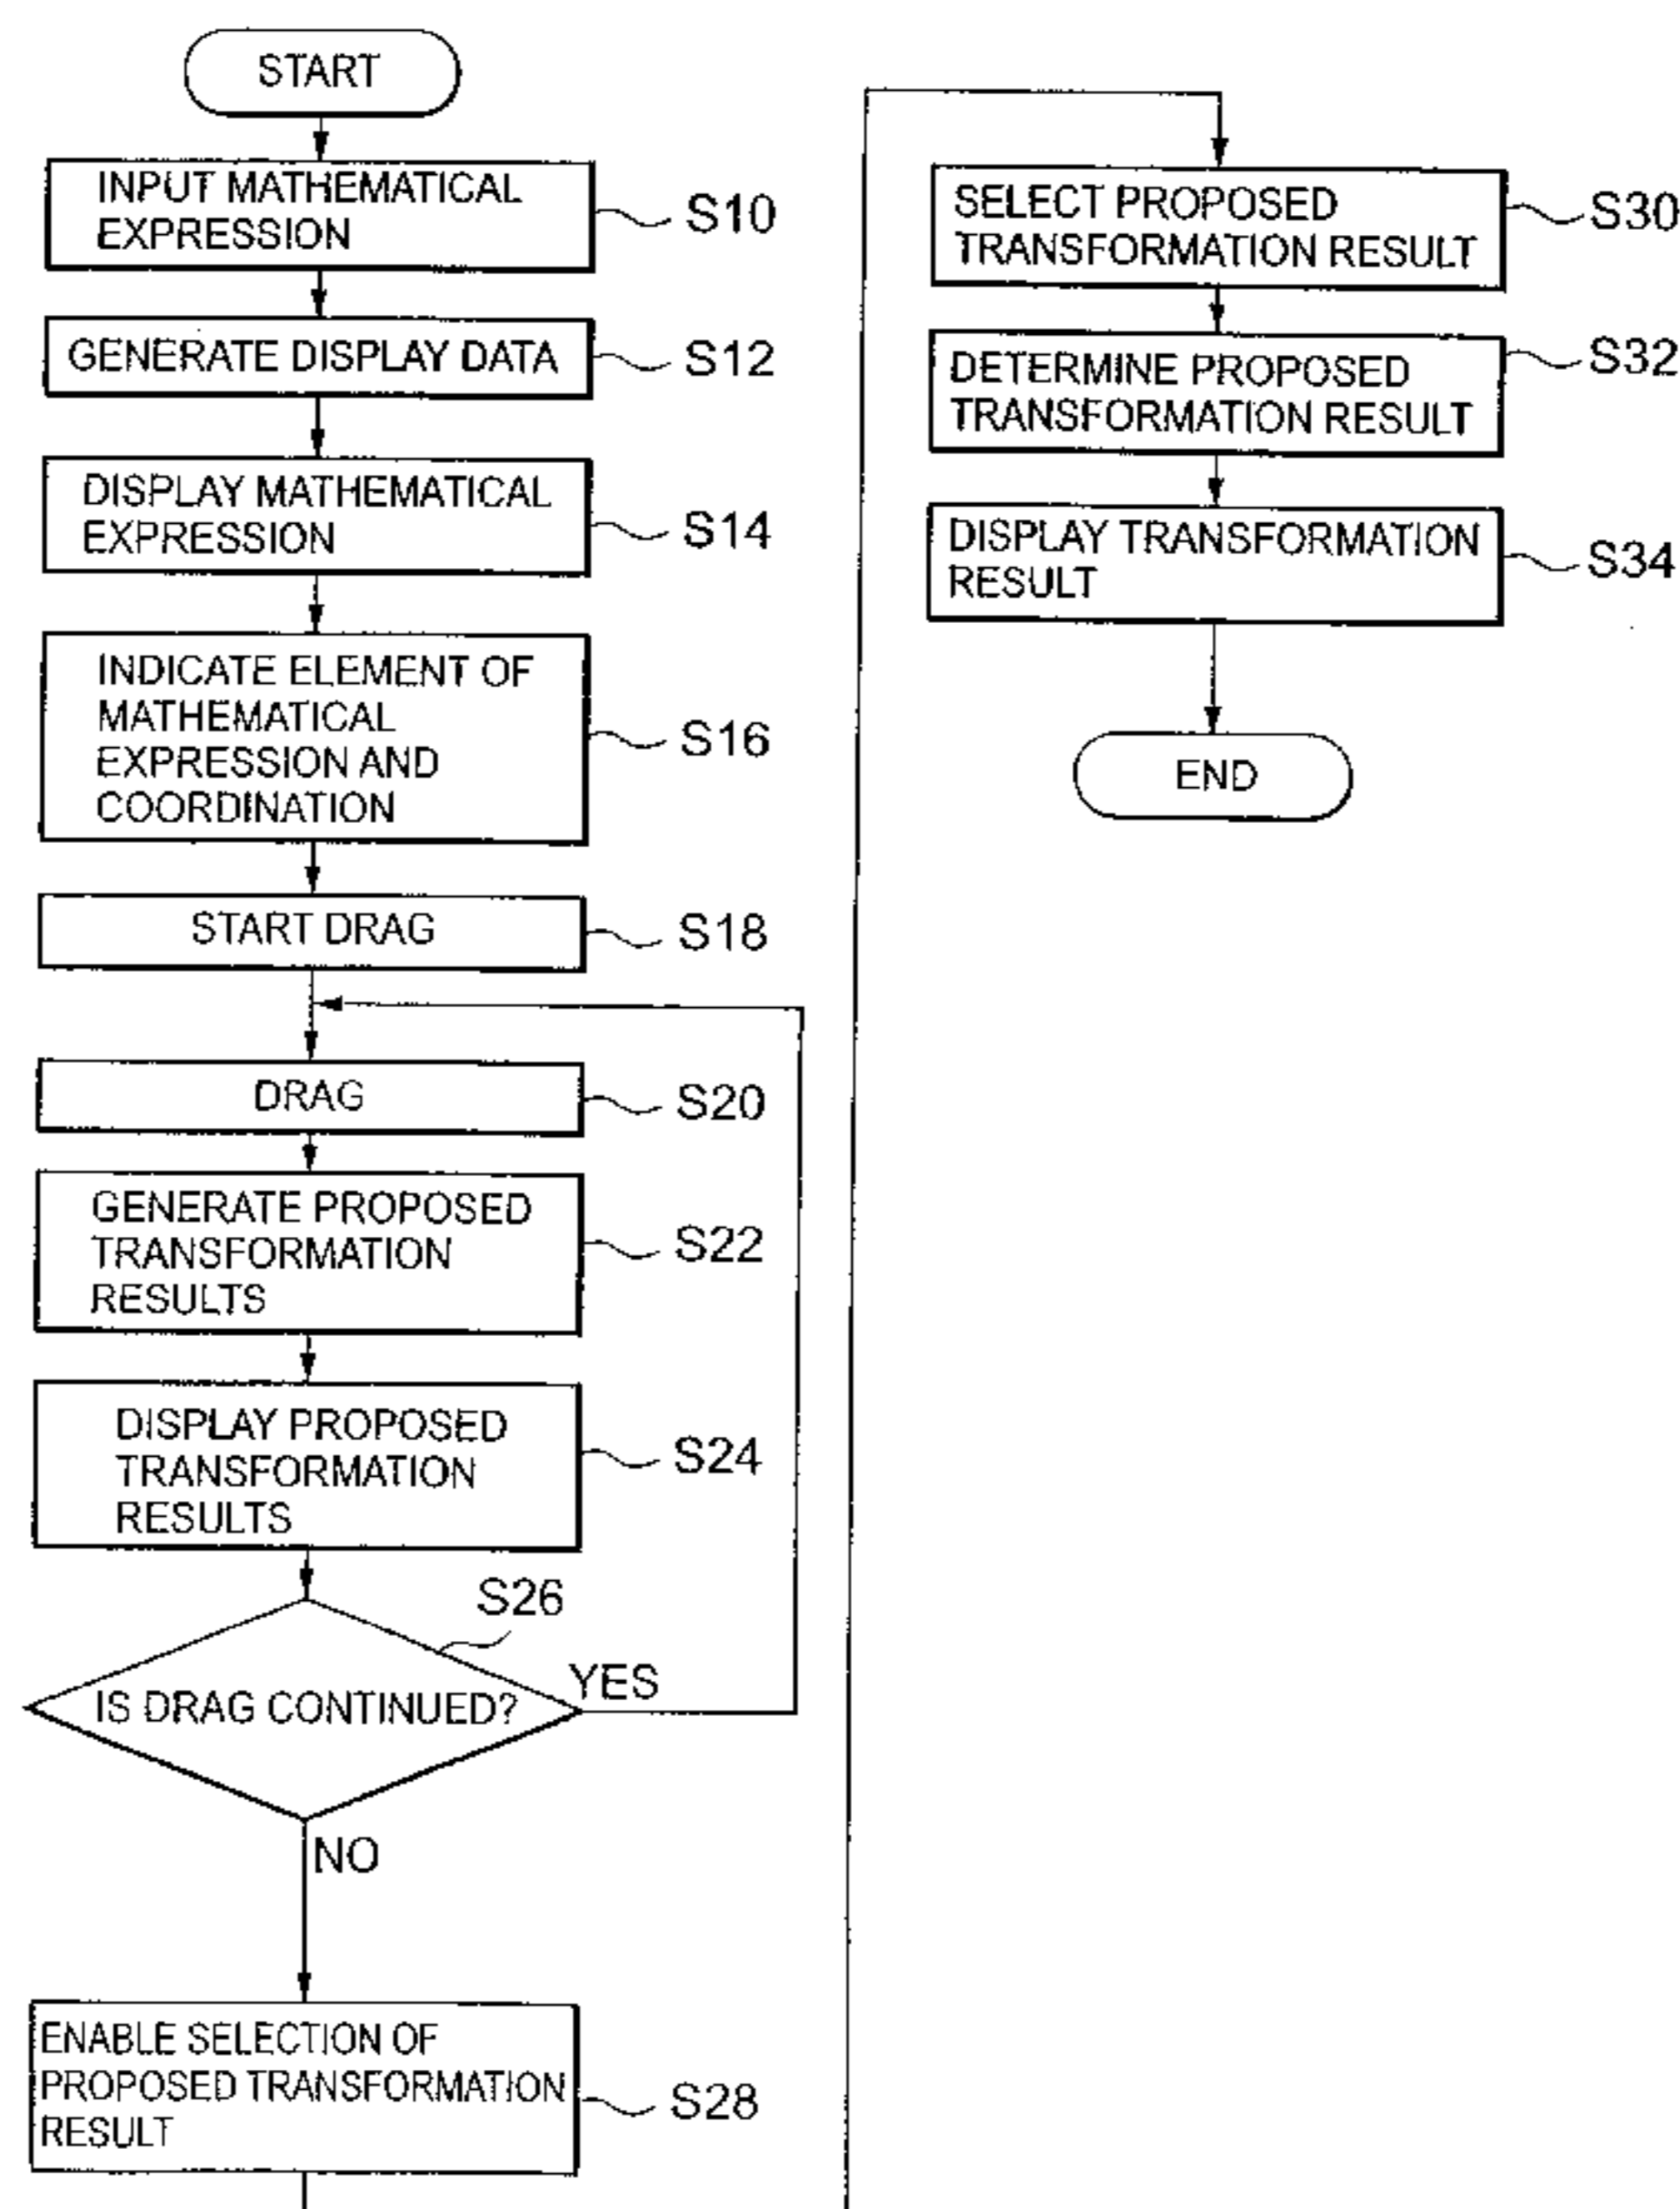 START
INPUT MATHEMATICAL
EXPRESSION
S10
GENERATE DISPLAY DATA
S12
DISPLAY MATHEMATICAL
EXPRESSION
S14
INDICATE ELEMENT OF
MATHEMATICAL
EXPRESSION AND
COORDINATION
S16
START DRAG
S18
DRAG
S20
GENERATE PROPOSED
TRANSFORMATION
RESULTS
S22
DISPLAY PROPOSED
TRANSFORMATION
RESULTS
S24
S26
IS DRAG CONTINUED?
YES
NO
ENABLE SELECTION OF
PROPOSED TRANSFORMATION
RESULT
S28
SELECT PROPOSED
TRANSFORMATION RESULT
S30
DETERMINE PROPOSED
TRANSFORMATION RESULT
S32
DISPLAY TRANSFORMATION
RESULT
S34
END